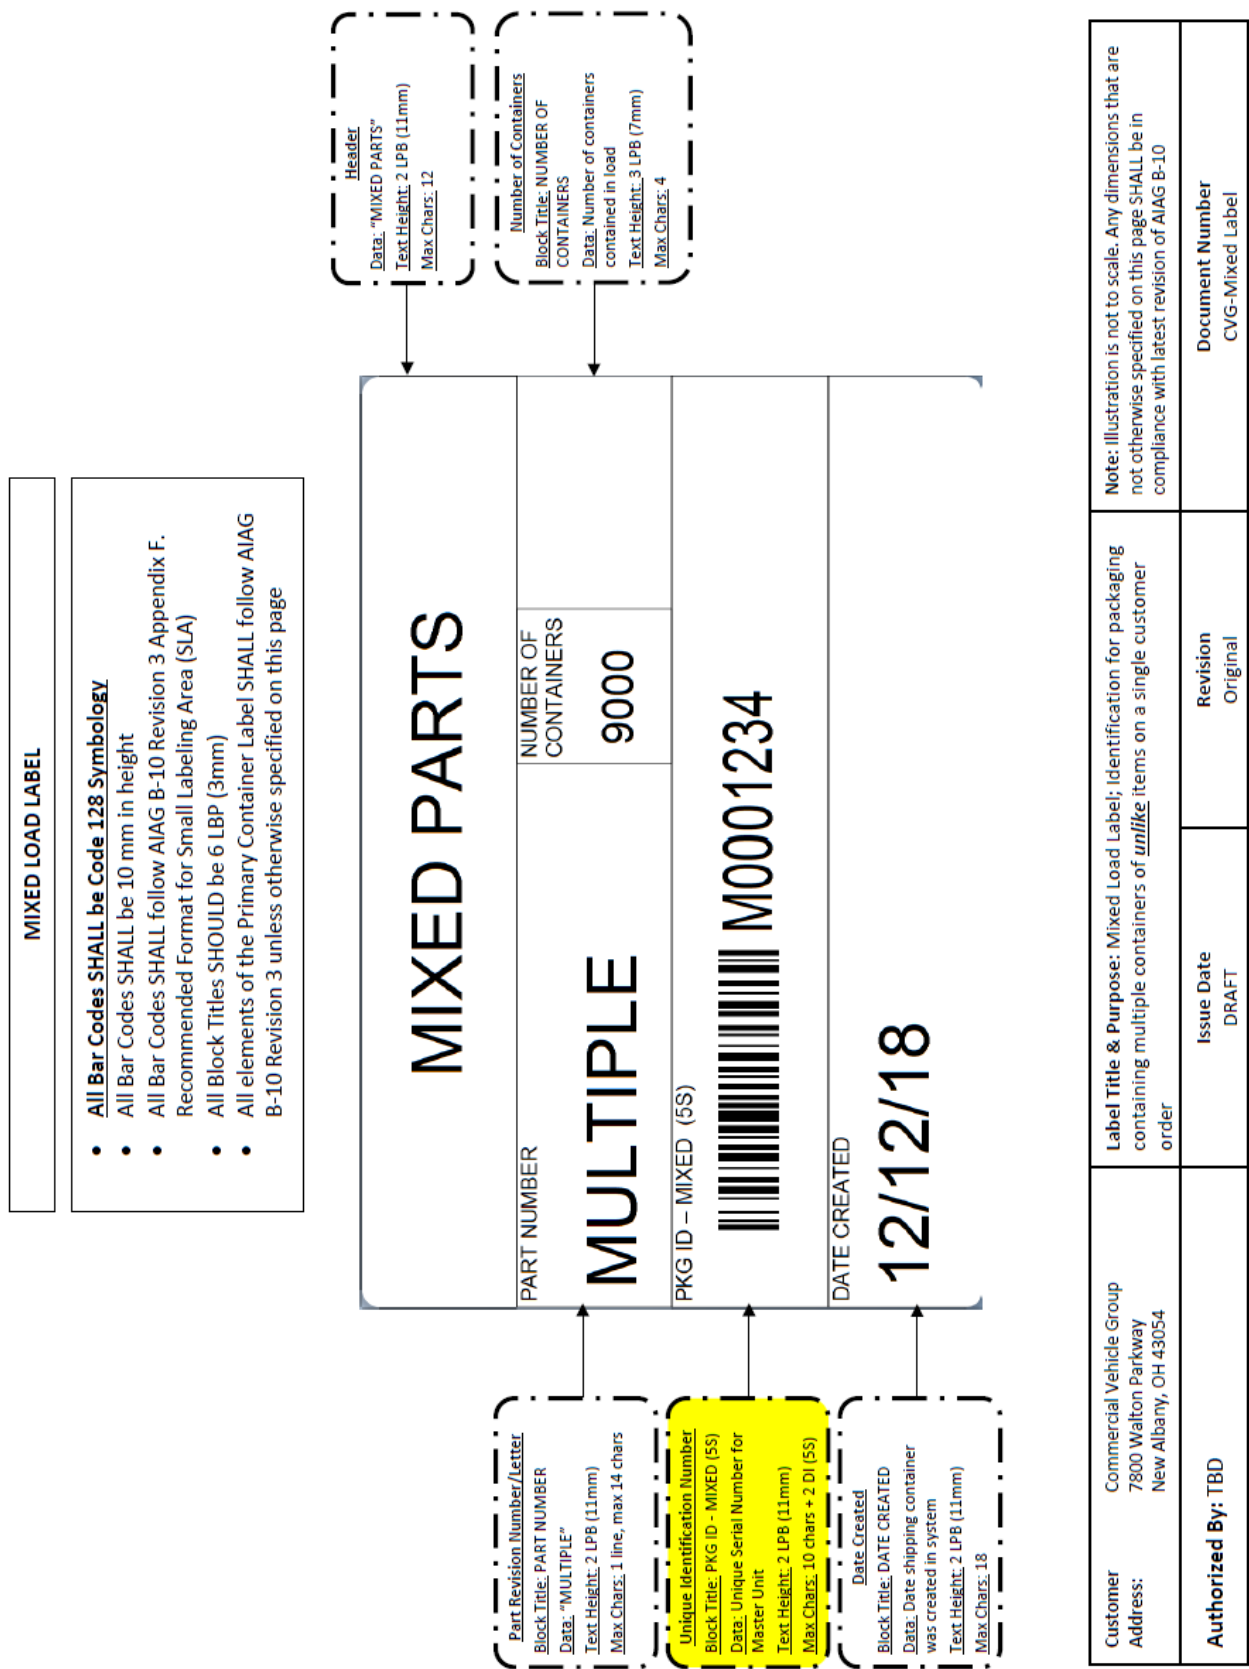 MIXED LOAD LABEL
• All Bar Codes SHALL be Code 128 Symbology
• All Bar Codes SHALL be 10 mm in height
• All Bar Codes SHALL follow AIAG B-10 Revision 3 Appendix F.
Recommended Format for Small Labeling Area (SLA)
• All Block Titles SHOULD be 6 LBP (3mm)
• All elements of the Primary Container Label SHALL follow AIAG
B-10 Revision 3 unless otherwise specified on this page
Header
Data: “MIXED PARTS”
Text Height: 2 LPB (11mm)
Max Chars: 12
Number of Containers
Block Title: NUMBER OF
CONTAINERS
Data: Number of containers
contained in load
Text Height: 3 LPB (7mm)
Max Chars: 4
MIXED PARTS
PART NUMBER
MULTIPLE
NUMBER OF
CONTAINERS
9000
PKG ID – MIXED (5S)
M0001234
DATE CREATED
12/12/18
Part Revision Number/Letter
Block Title: PART NUMBER
Data: “MULTIPLE”
Text Height: 2 LPB (11mm)
Max Chars: 1 line, max 14 chars
Unique Identification Number
Block Title: PKG ID - MIXED (5S)
Data: Unique Serial Number for
Master Unit
Text Height: 2 LPB (11mm)
Max Chars: 10 chars + 2 DI (5S)
Date Created
Block Title: DATE CREATED
Data: Date shipping container
was created in system
Text Height: 2 LPB (11mm)
Max Chars: 18
Customer Address:
Commercial Vehicle Group
7800 Walton Parkway
New Albany, OH 43054
Label Title & Purpose: Mixed Load Label; Identification for packaging
containing multiple containers of unlike items on a single customer
order
Note: Illustration is not to scale. Any dimensions that are
not otherwise specified on this page SHALL be in
compliance with latest revision of AIAG B-10
Authorized By: TBD
Issue Date
DRAFT
Revision
Original
Document Number
CVG-Mixed Label